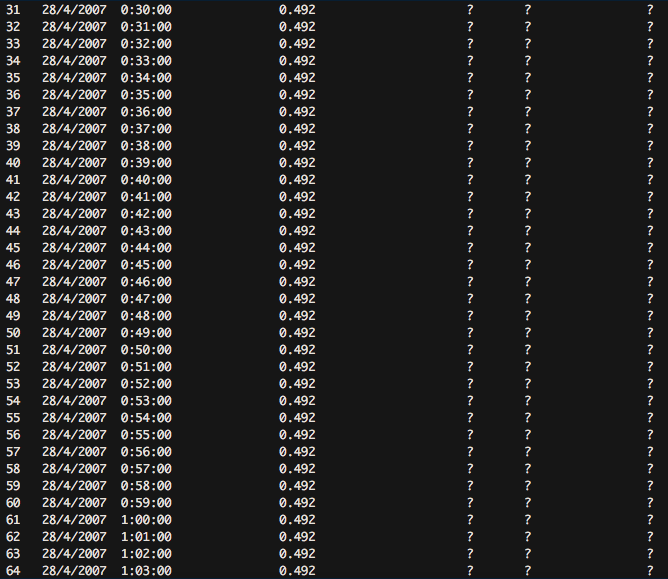 31 28/4/2007 0:30:00 0.492 ? ? ?
32 28/4/2007 0:31:00 0.492 ? ? ?
33 28/4/2007 0:32:00 0.492 ? ? ?
34 28/4/2007 0:33:00 0.492 ? ? ?
35 28/4/2007 0:34:00 0.492 ? ? ?
36 28/4/2007 0:35:00 0.492 ? ? ?
37 28/4/2007 0:36:00 0.492 ? ? ?
38 28/4/2007 0:37:00 0.492 ? ? ?
39 28/4/2007 0:38:00 0.492 ? ? ?
40 28/4/2007 0:39:00 0.492 ? ? ?
41 28/4/2007 0:40:00 0.492 ? ? ?
42 28/4/2007 0:41:00 0.492 ? ? ?
43 28/4/2007 0:42:00 0.492 ? ? ?
44 28/4/2007 0:43:00 0.492 ? ? ?
45 28/4/2007 0:44:00 0.492 ? ? ?
46 28/4/2007 0:45:00 0.492 ? ? ?
47 28/4/2007 0:46:00 0.492 ? ? ?
48 28/4/2007 0:47:00 0.492 ? ? ?
49 28/4/2007 0:48:00 0.492 ? ? ?
50 28/4/2007 0:49:00 0.492 ? ? ?
51 28/4/2007 0:50:00 0.492 ? ? ?
52 28/4/2007 0:51:00 0.492 ? ? ?
53 28/4/2007 0:52:00 0.492 ? ? ?
54 28/4/2007 0:53:00 0.492 ? ? ?
55 28/4/2007 0:54:00 0.492 ? ? ?
56 28/4/2007 0:55:00 0.492 ? ? ?
57 28/4/2007 0:56:00 0.492 ? ? ?
58 28/4/2007 0:57:00 0.492 ? ? ?
59 28/4/2007 0:58:00 0.492 ? ? ?
60 28/4/2007 0:59:00 0.492 ? ? ?
61 28/4/2007 1:00:00 0.492 ? ? ?
62 28/4/2007 1:01:00 0.492 ? ? ?
63 28/4/2007 1:02:00 0.492 ? ? ?
64 28/4/2007 1:03:00 0.492 ? ? ?